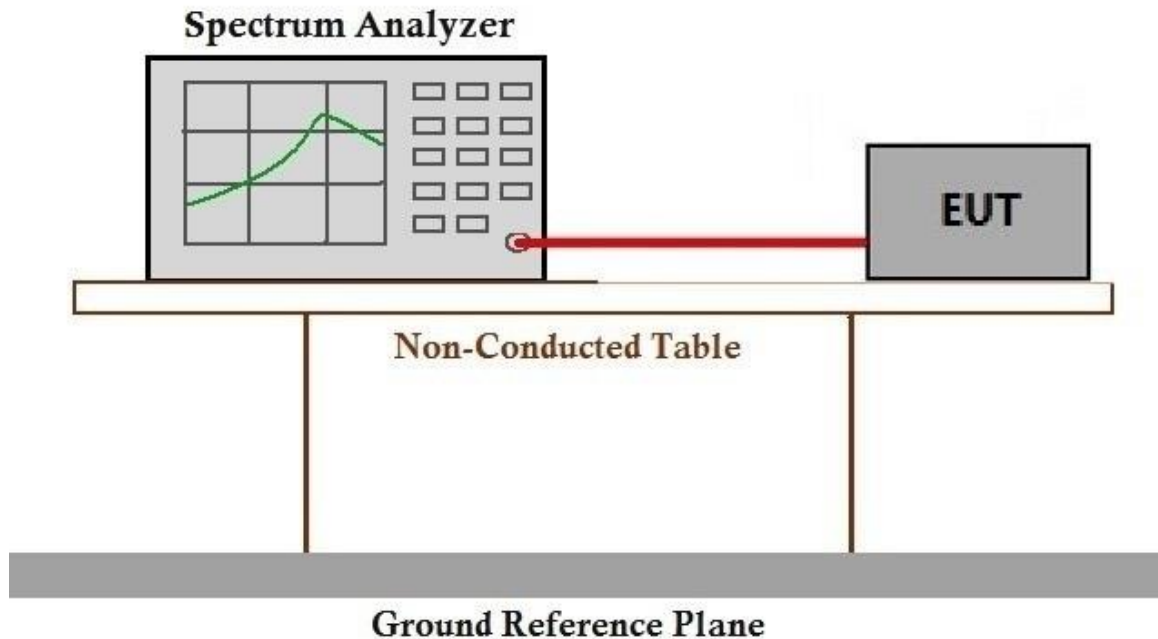 Spectrum Analyzer
EUT
Non-Conducted Table
Ground Reference Plane